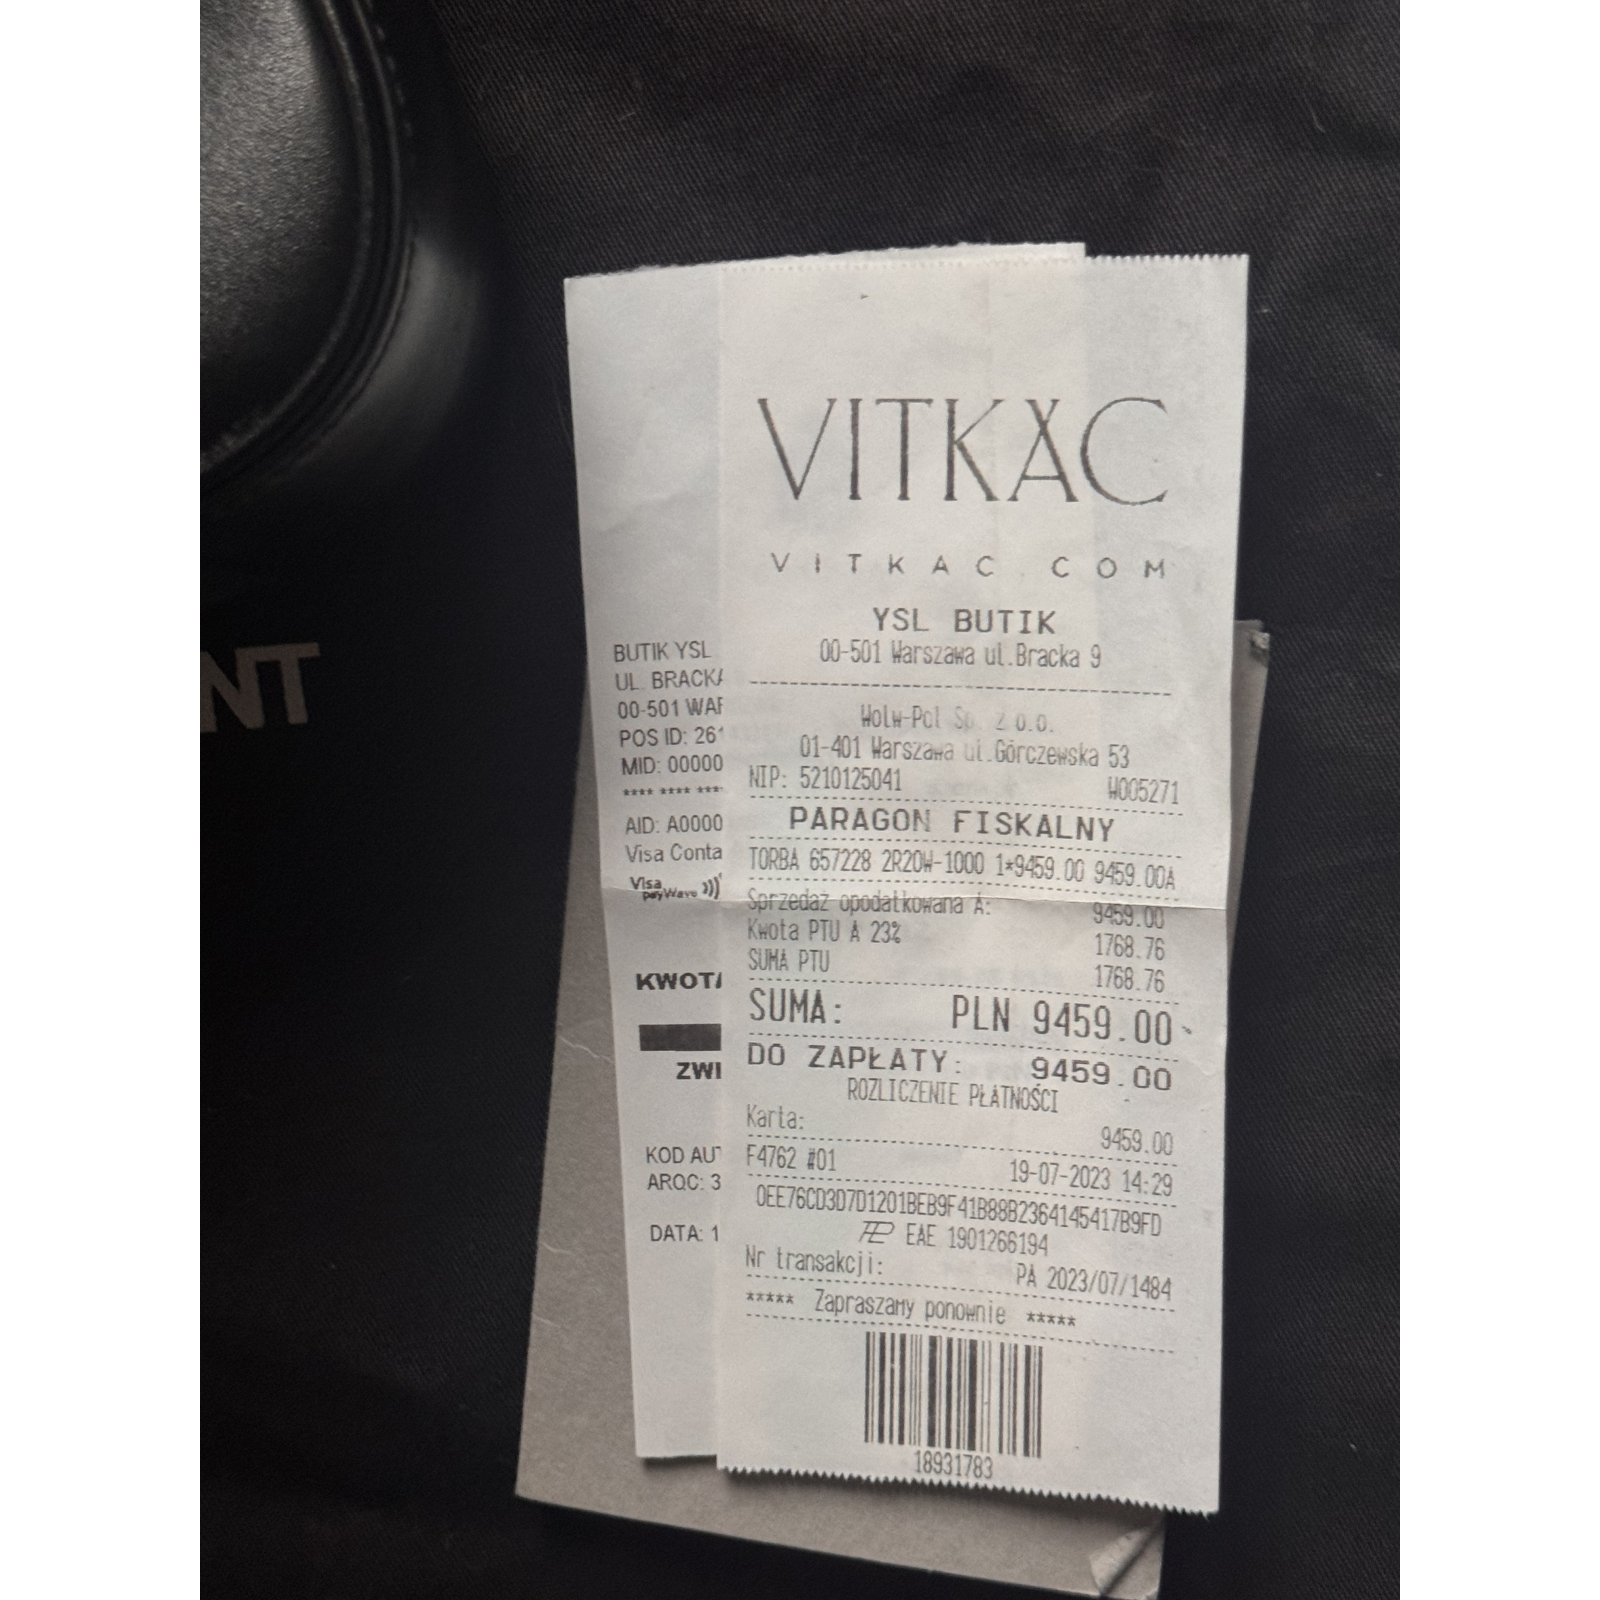 VITKAC
VITKAC.COM
YSL BUTIK
00-501 Warszawa ul.Bracka 9
Wolw-Pol Sp. z o.o.
01-401 Warszawa ul.Górczewska 53
NIP: 5210125041 W005271
PARAGON FISKALNY
TORBA 657228 2R20W-1000 1*9459.00 9459.00A
Sprzedaż opodatkowana A: 9459.00
Kwota PTU A 23% 1768.76
SUMA PTU 1768.76
SUMA: PLN 9459.00
DO ZAPŁATY: 9459.00
ROZLICZENIE PŁATNOŚCI
Karta: 9459.00
F4762 #01 19-07-2023 14:29
0EE76CD3D7D1201BEB9F41B88B2364145417B9FD
EAE 1901266194
Nr transakcji: PA 2023/07/1484
***** Zapraszamy ponownie *****
18931783
BUTIK YSL
UL. BRACKA
00-501 WAR
POS ID: 261
MID: 00000
**** **** ***
AID: A0000
Visa Conta
Visa
payWave
KWOTA
ZWI
KOD AUT
ARQC: 3
DATA: 1
NT